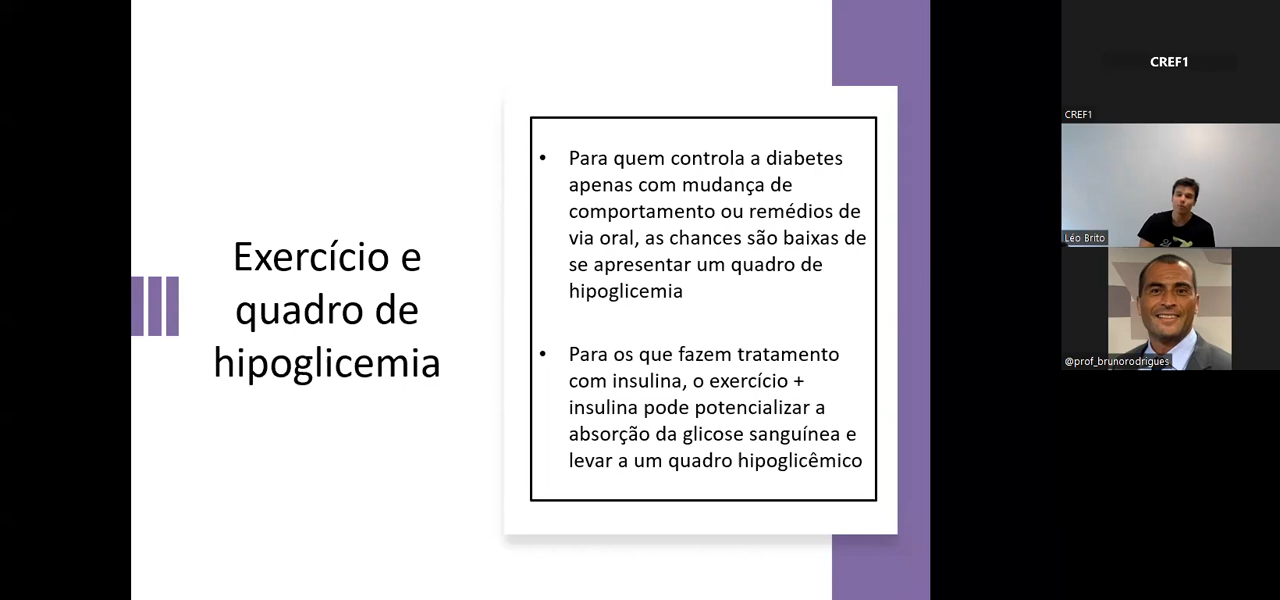 Exercício e
quadro de
hipoglicemia
• Para quem controla a diabetes
apenas com mudança de
comportamento ou remédios de
via oral, as chances são baixas de
se apresentar um quadro de
hipoglicemia
• Para os que fazem tratamento
com insulina, o exercício +
insulina pode potencializar a
absorção da glicose sanguínea e
levar a um quadro hipoglicêmico
CREF1
CREF1
Léo Brito
@prof_brunorodrigues